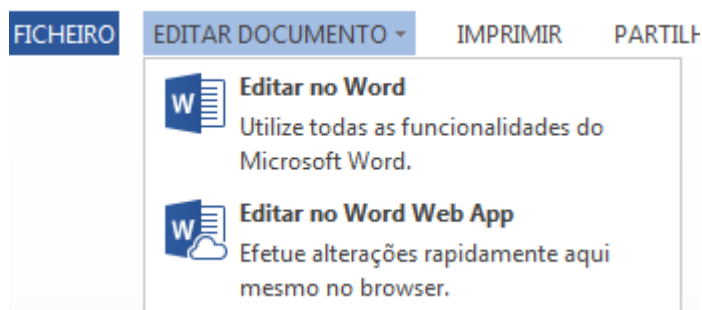 FICHEIRO EDITAR DOCUMENTO IMPRIMIR
Editar no Word
Utilize todas as funcionalidades do
Microsoft Word.
Editar no Word Web App
Efetue alterações rapidamente aqui
mesmo no browser.